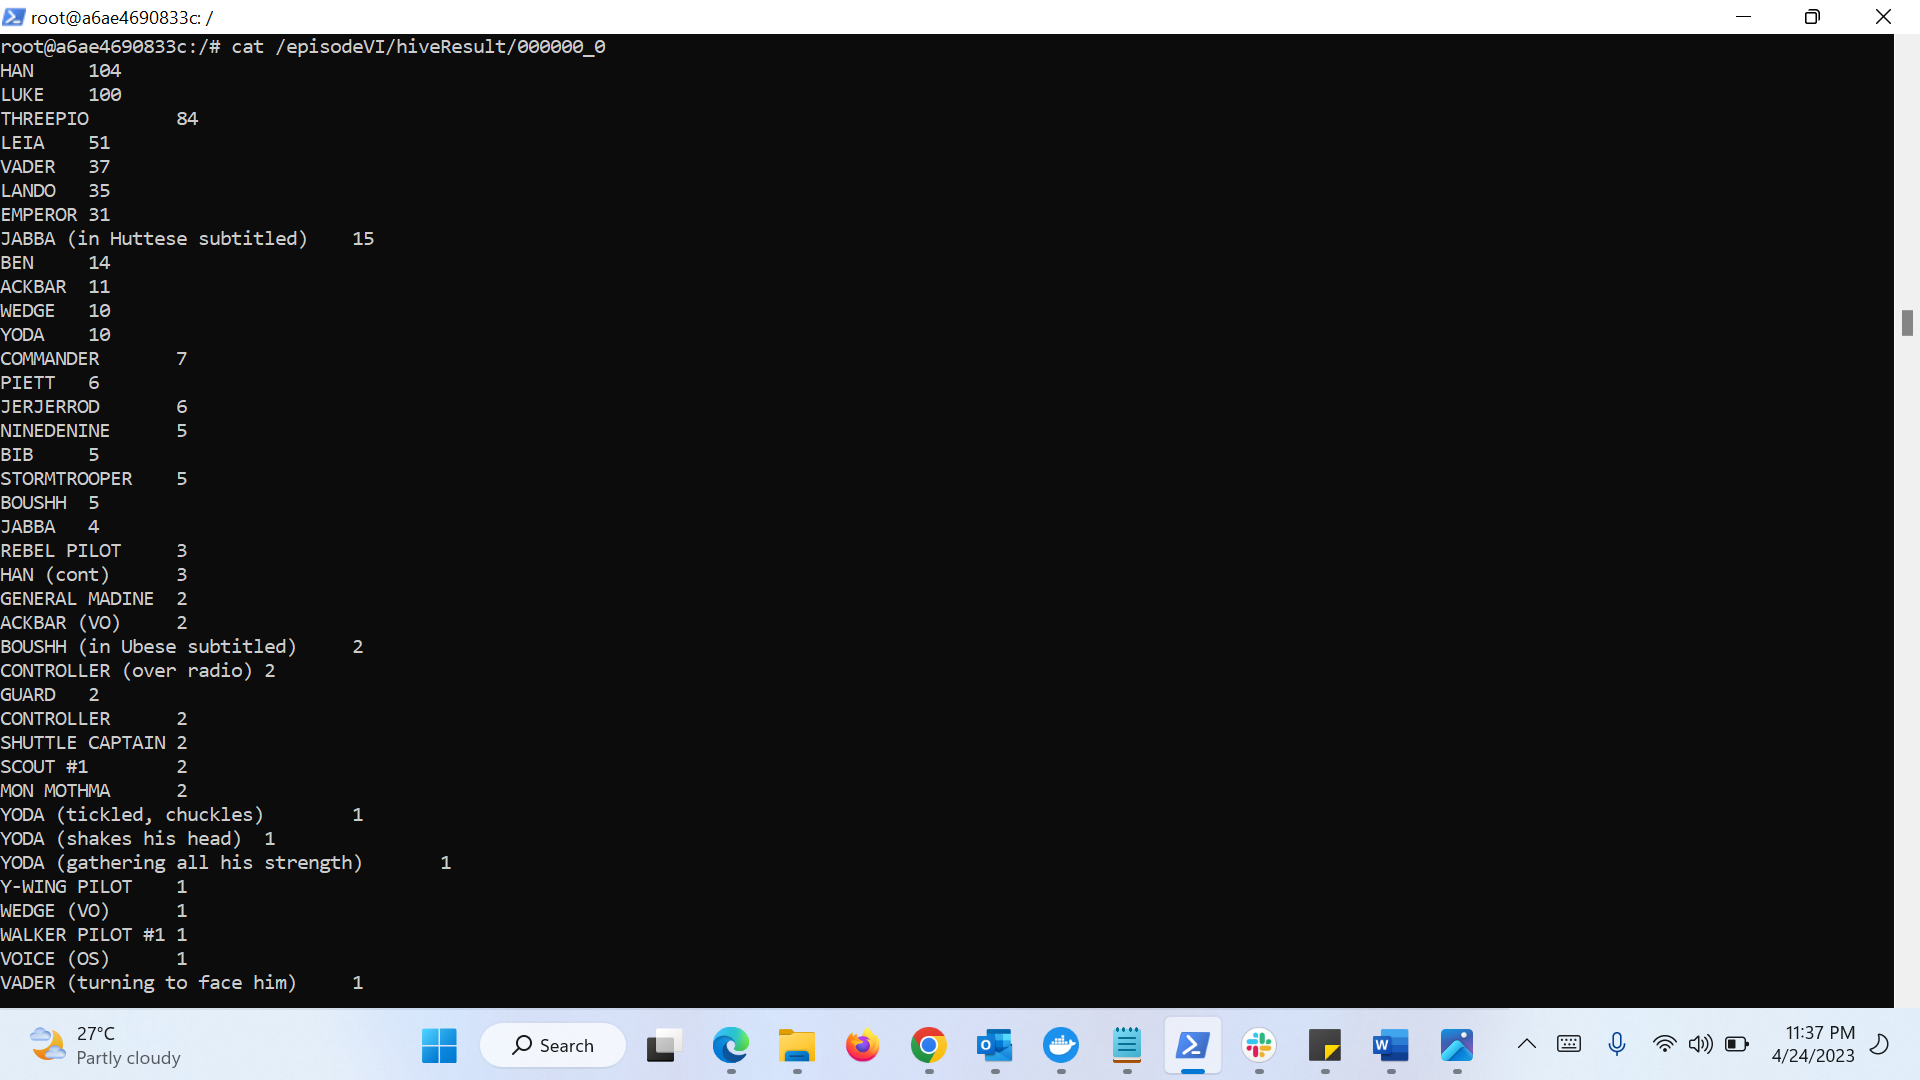 root@a6ae4690833c: /
root@a6ae4690833c:/# cat /episodeVI/hiveResult/000000_0
HAN 104
LUKE 100
THREEPIO 84
LEIA 51
VADER 37
LANDO 35
EMPEROR 31
JABBA (in Huttese subtitled) 15
BEN 14
ACKBAR 11
WEDGE 10
YODA 10
COMMANDER 7
PIETT 6
JERJERROD 6
NINEDENINE 5
BIB 5
STORMTROOPER 5
BOUSHH 5
JABBA 4
REBEL PILOT 3
HAN (cont) 3
GENERAL MADINE 2
ACKBAR (VO) 2
BOUSHH (in Ubese subtitled) 2
CONTROLLER (over radio) 2
GUARD 2
CONTROLLER 2
SHUTTLE CAPTAIN 2
SCOUT #1 2
MON MOTHMA 2
YODA (tickled, chuckles) 1
YODA (shakes his head) 1
YODA (gathering all his strength) 1
Y-WING PILOT 1
WEDGE (VO) 1
WALKER PILOT #1 1
VOICE (OS) 1
VADER (turning to face him) 1
27°C
Partly cloudy
Search
11:37 PM
4/24/2023